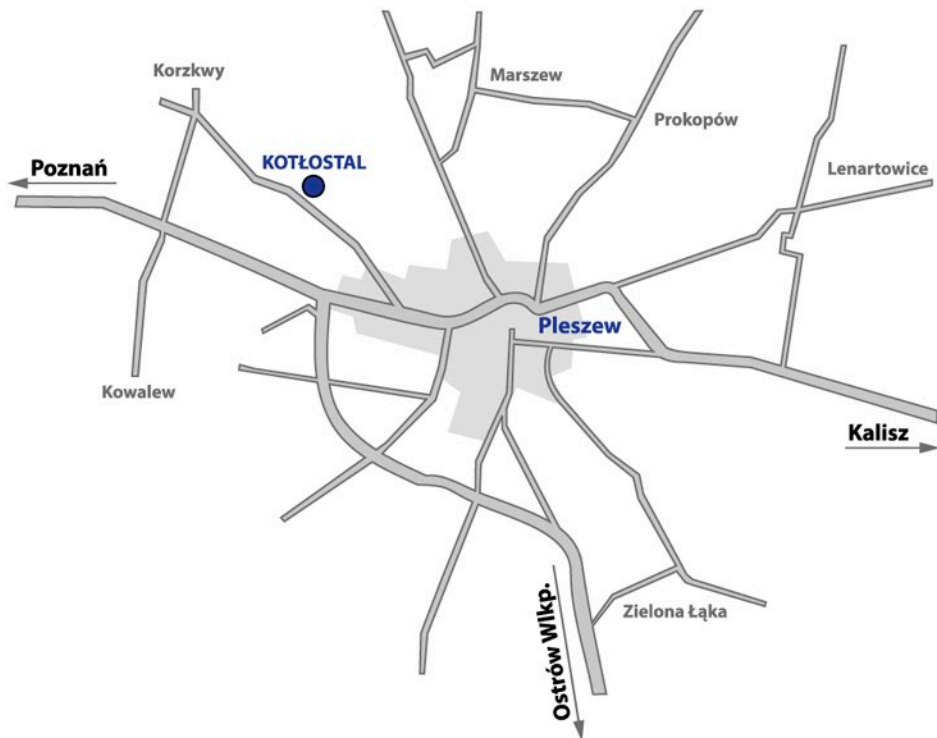 Korzkwy
Marszew
Prokopów
KOTŁOSTAL
Poznań
Lenartowice
Pleszew
Kowalew
Kalisz
Ostrów Wlkp.
Zielona Łąka